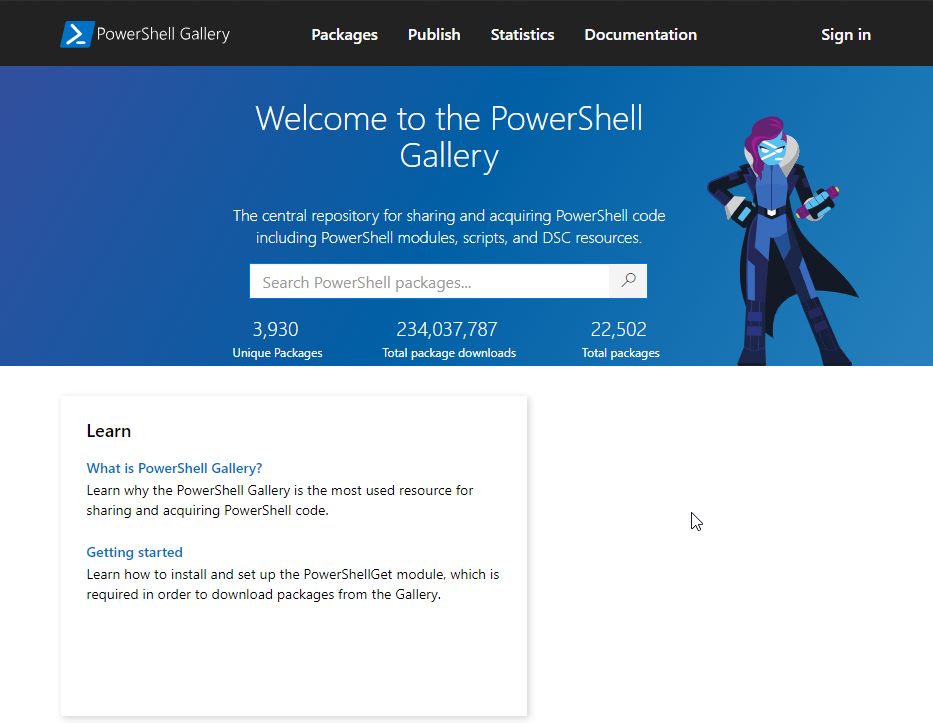 PowerShell Gallery
Packages
Publish
Statistics
Documentation
Sign in
Welcome to the PowerShell
Gallery
The central repository for sharing and acquiring PowerShell code
including PowerShell modules, scripts, and DSC resources.
Search PowerShell packages...
3,930
Unique Packages
234,037,787
Total package downloads
22,502
Total packages
Learn
What is PowerShell Gallery?
Learn why the PowerShell Gallery is the most used resource for
sharing and acquiring PowerShell code.
Getting started
Learn how to install and set up the PowerShellGet module, which is
required in order to download packages from the Gallery.